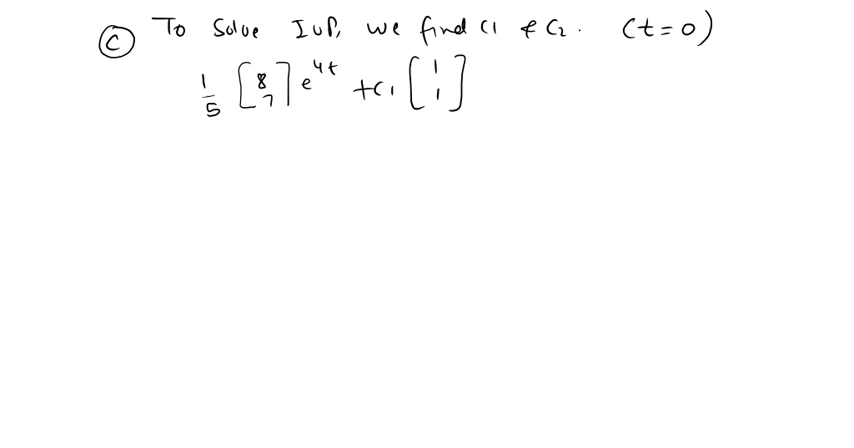 (C) To Solve IVP, we find c1 & c2. (t=0)
1/5 [8 7] e^4t + c1 [1 1]